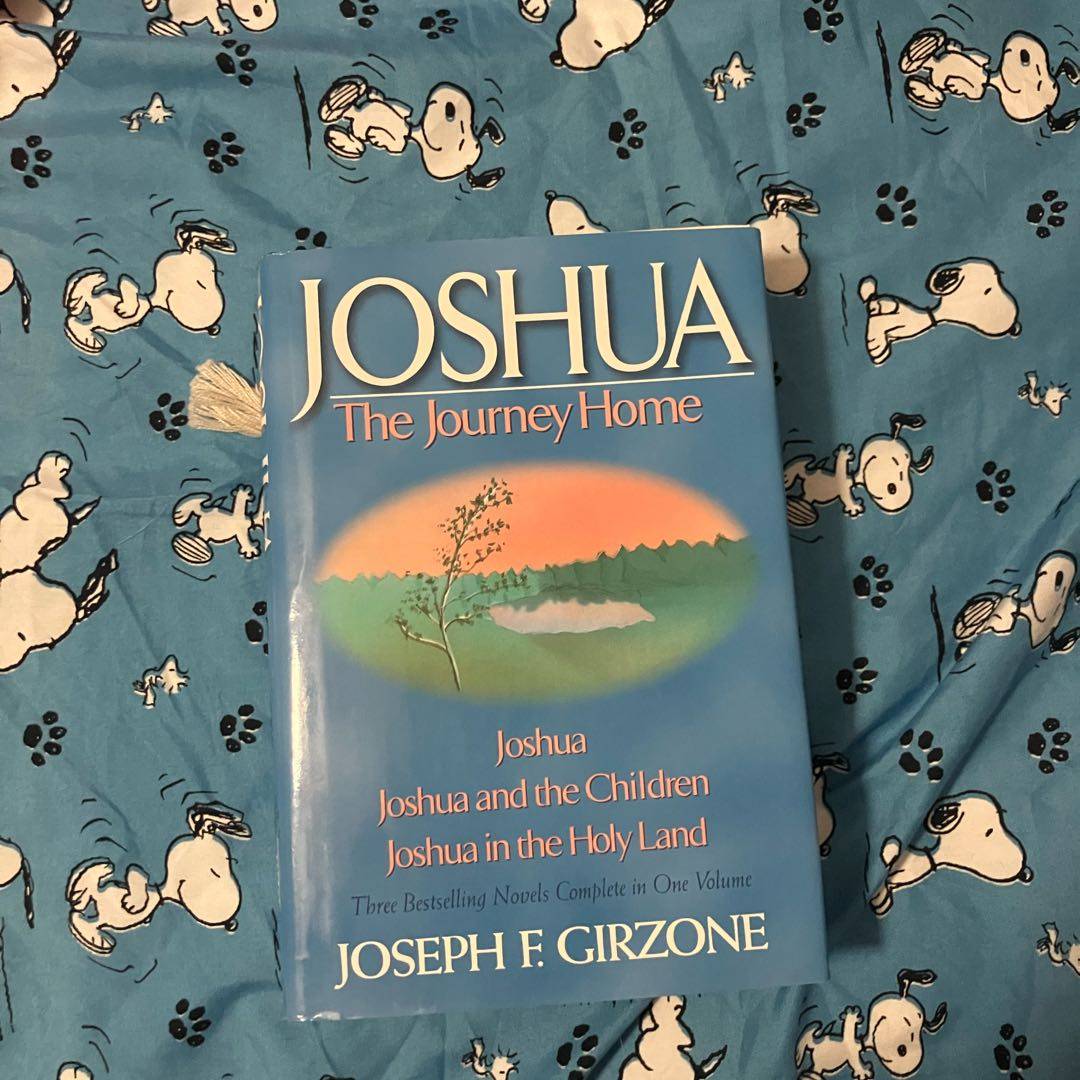 JOSHUA
The Journey Home
Joshua
Joshua and the Children
Joshua in the Holy Land
Three Bestselling Novels Complete in One Volume
JOSEPH F. GIRZONE